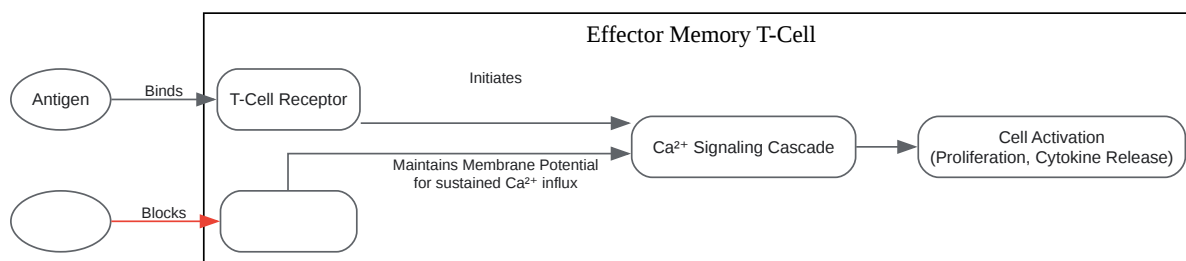 Effector Memory T-Cell
Antigen
Binds
T-Cell Receptor
Initiates
Ca²⁺ Signaling Cascade
Cell Activation
(Proliferation, Cytokine Release)
Maintains Membrane Potential
for sustained Ca²⁺ influx
Blocks